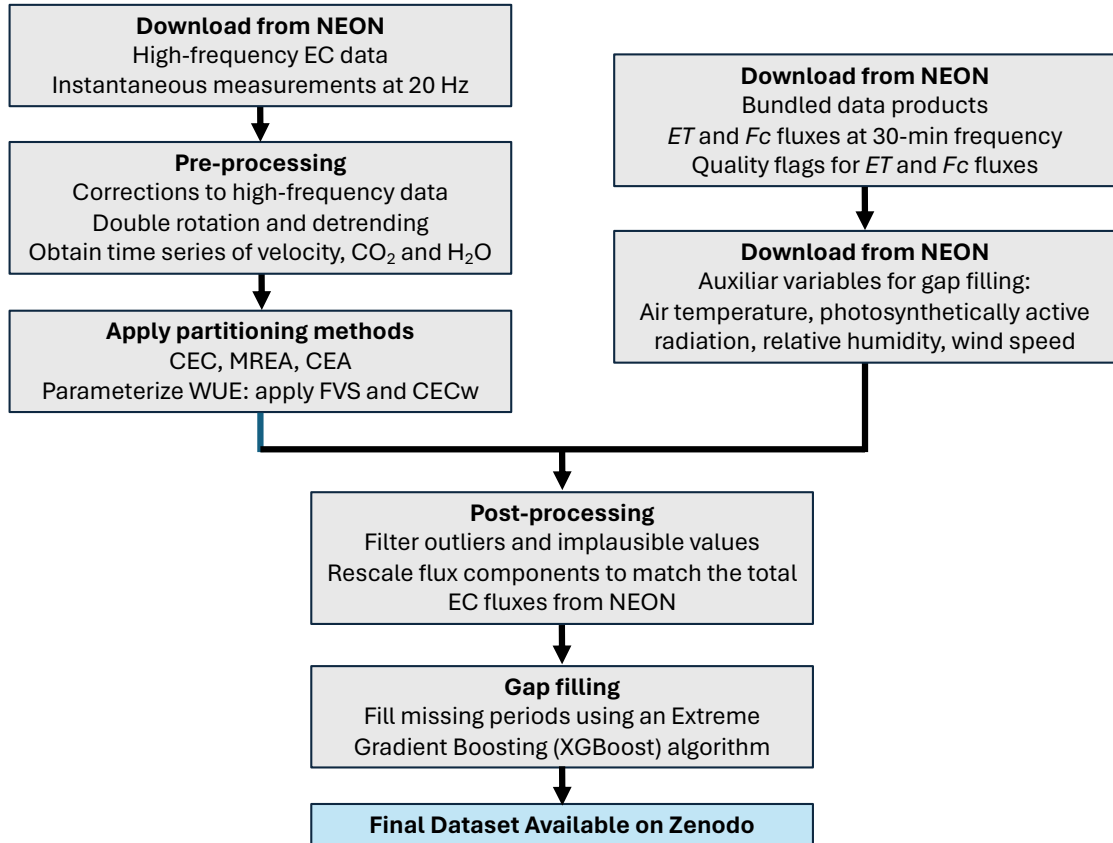 Download from NEON
High-frequency EC data
Instantaneous measurements at 20 Hz
Pre-processing
Corrections to high-frequency data
Double rotation and detrending
Obtain time series of velocity, CO₂ and H₂O
Apply partitioning methods
CEC, MREA, CEA
Parameterize WUE: apply FVS and CECw
Download from NEON
Bundled data products
ET and Fc fluxes at 30-min frequency
Quality flags for ET and Fc fluxes
Download from NEON
Auxiliar variables for gap filling:
Air temperature, photosynthetically active
radiation, relative humidity, wind speed
Post-processing
Filter outliers and implausible values
Rescale flux components to match the total
EC fluxes from NEON
Gap filling
Fill missing periods using an Extreme
Gradient Boosting (XGBoost) algorithm
Final Dataset Available on Zenodo